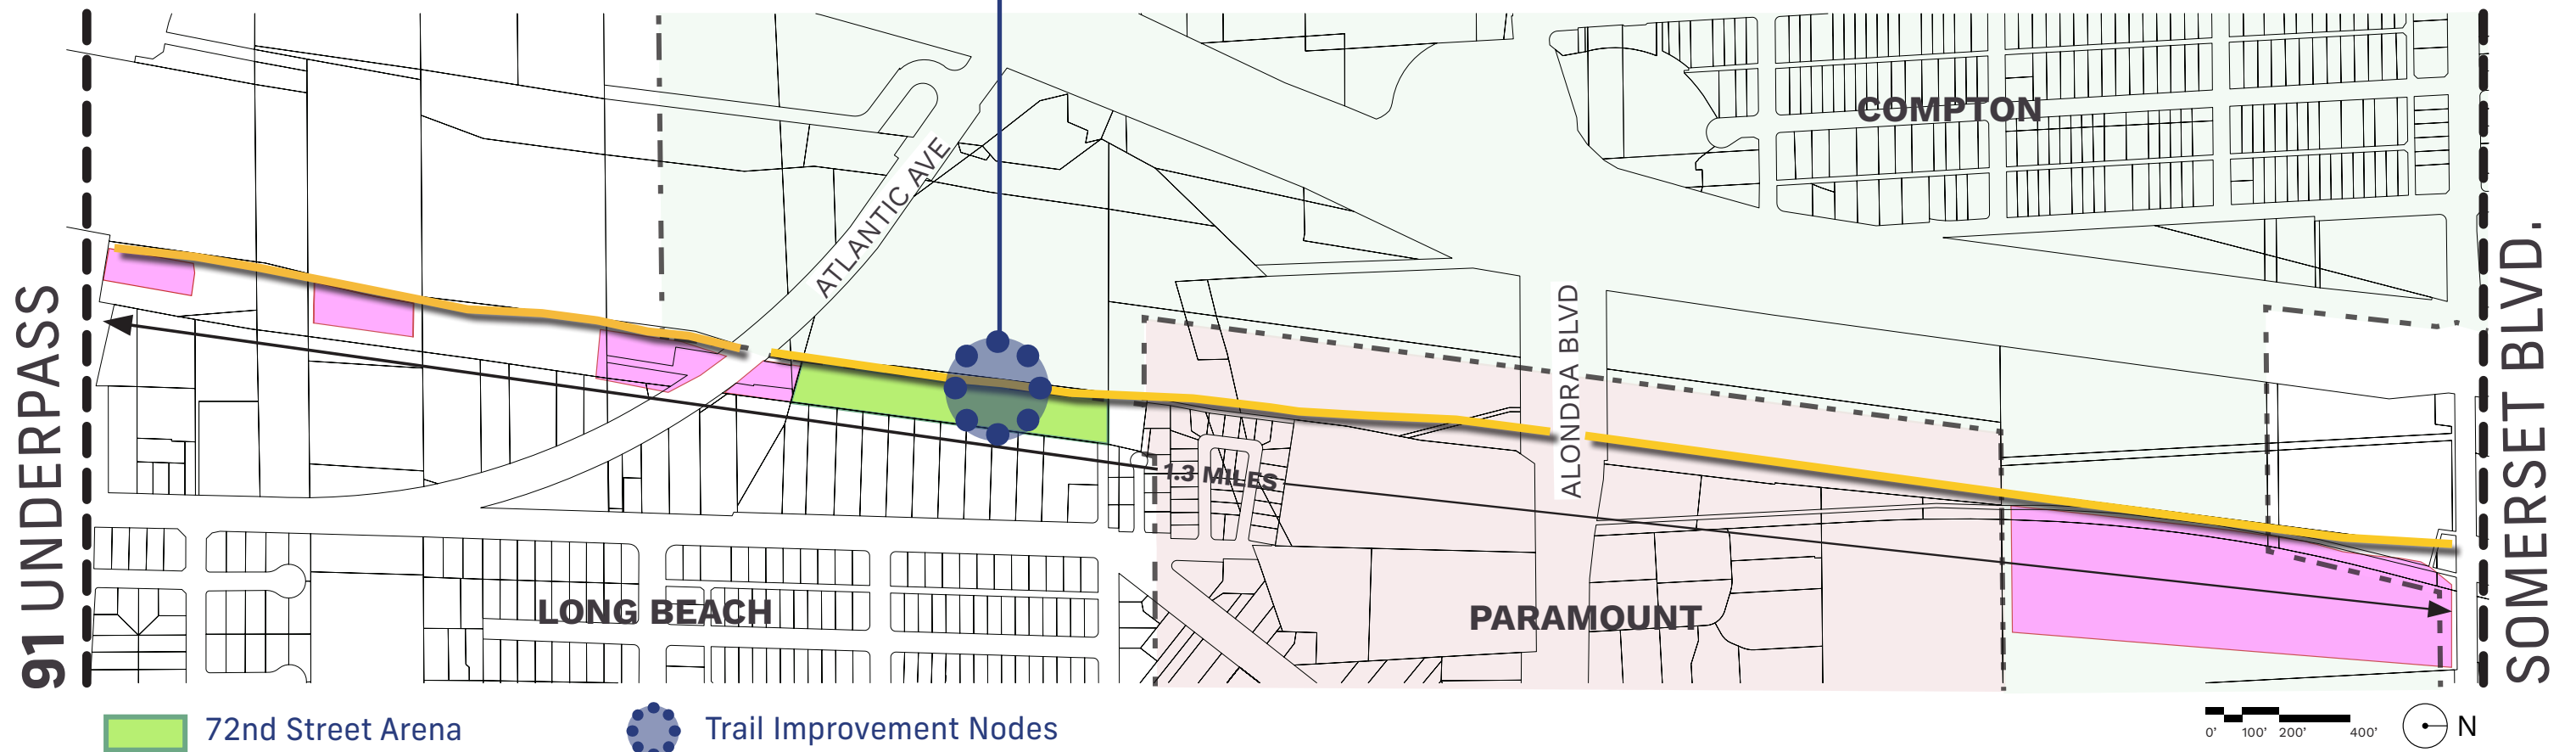 COMPTON
ATLANTIC AVE
91 UNDERPASS
SOMERSET BLVD.
ALONDRA BLVD
1.3 MILES
LONG BEACH
PARAMOUNT
72nd Street Arena
Trail Improvement Nodes
0' 100' 200' 400'
N